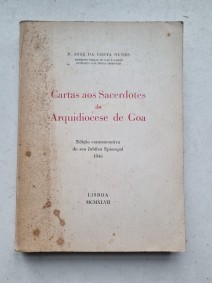 D. JOSÉ DA COSTA NUNES
Cartas aos Sacerdotes
da
Arquidiocese de Goa
Edição comemorativa
do seu Jubileu Episcopal
1946
LISBOA
MCMXLVII